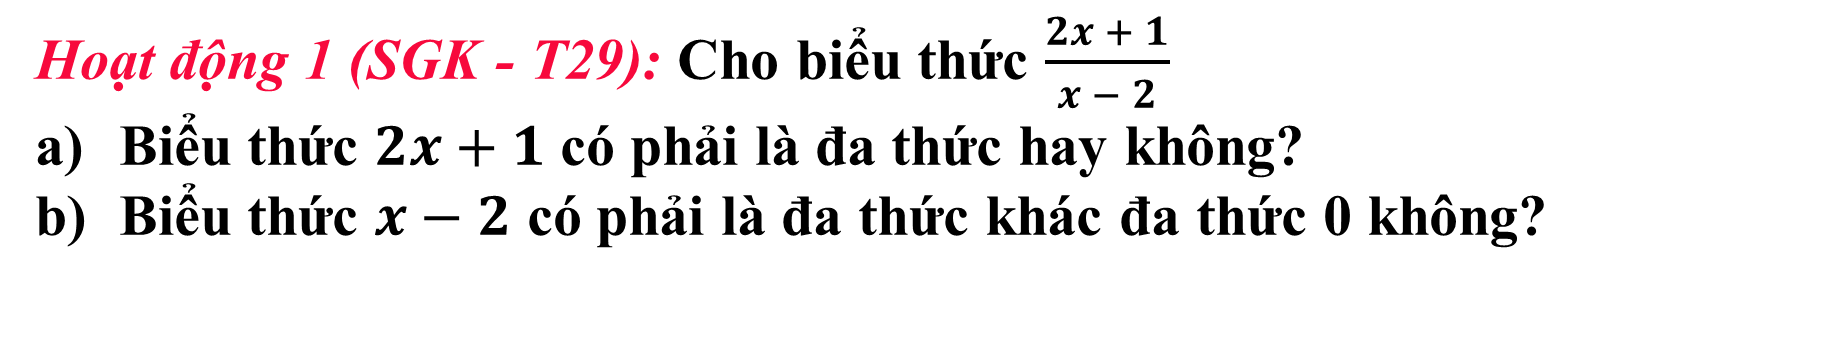 Hoạt động 1 (SGK - T29): Cho biểu thức \frac{2x + 1}{x - 2}
a) Biểu thức 2x + 1 có phải là đa thức hay không?
b) Biểu thức x − 2 có phải là đa thức khác đa thức 0 không?